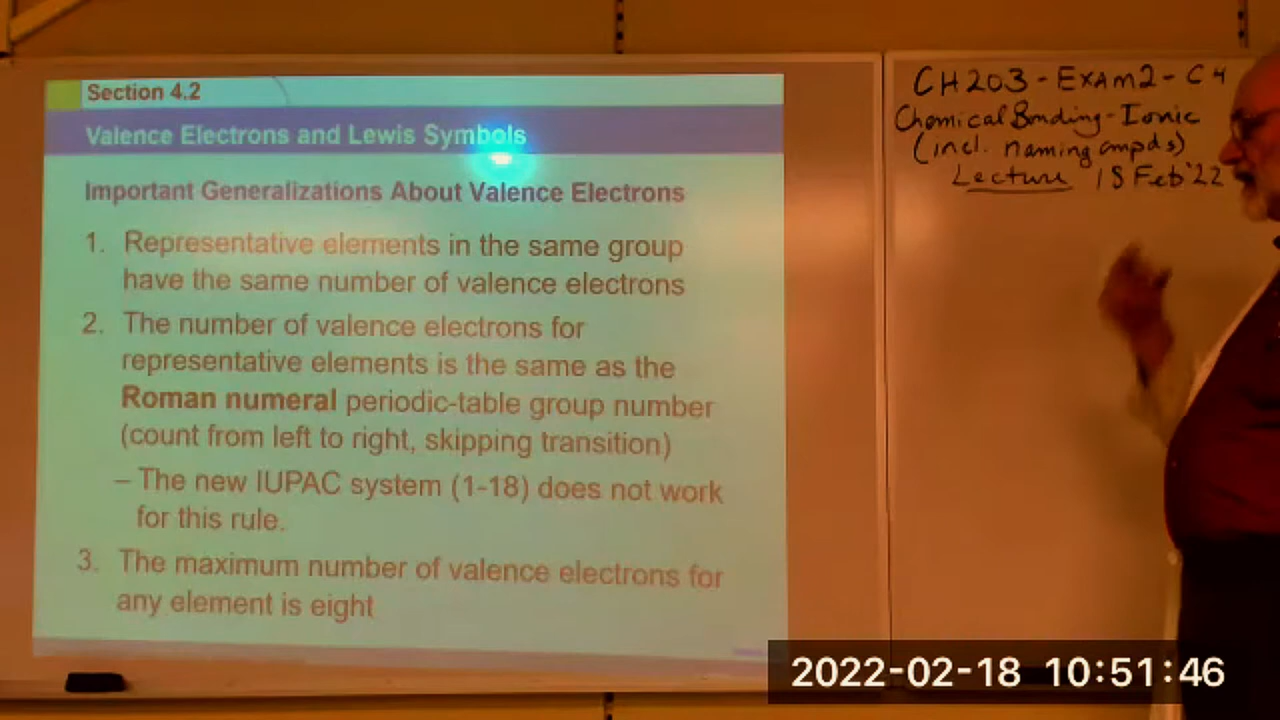 Section 4.2
Valence Electrons and Lewis Symbols
Important Generalizations About Valence Electrons
1. Representative elements in the same group
have the same number of valence electrons
2. The number of valence electrons for
representative elements is the same as the
Roman numeral periodic-table group number
(count from left to right, skipping transition)
– The new IUPAC system (1-18) does not work
for this rule.
3. The maximum number of valence electrons for
any element is eight
CH203 - Exam2 - C4
Chemical Bonding - Ionic
(incl. naming cmpds)
Lecture 18 Feb '22
2022-02-18 10:51:46